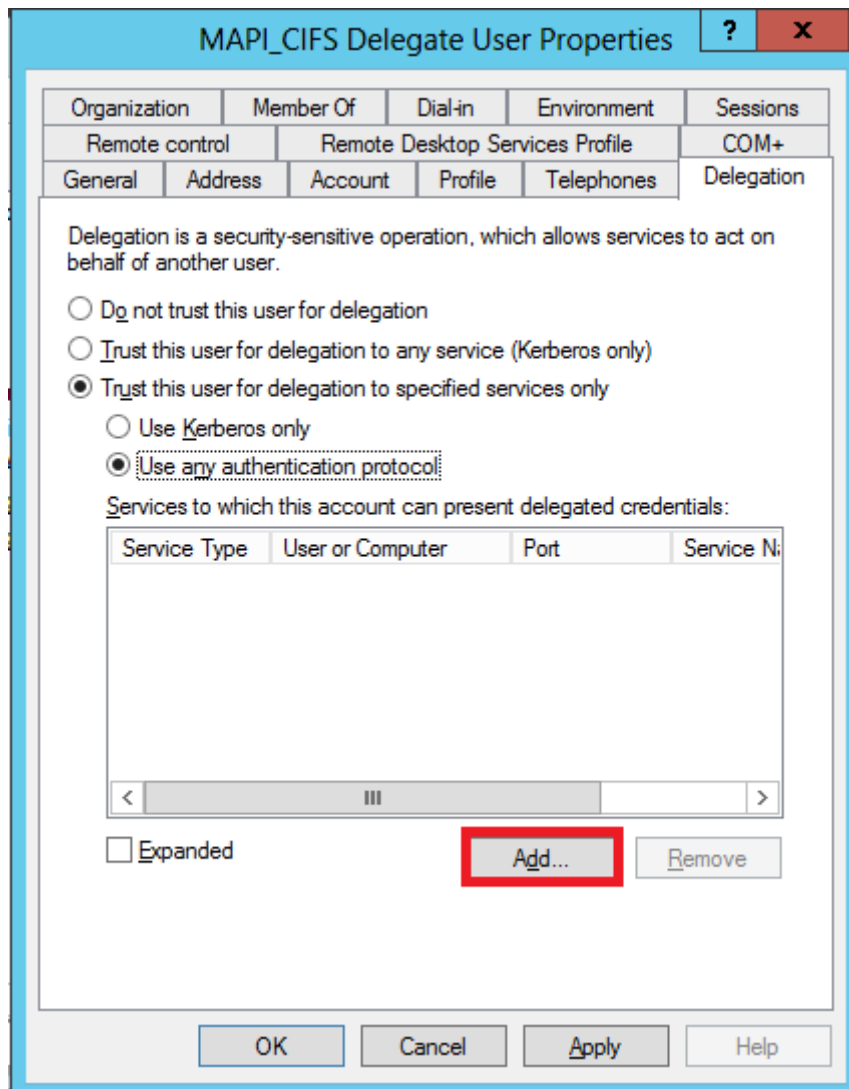 MAPI_CIFS Delegate User Properties
?
x
Organization
Member Of
Dial-in
Environment
Sessions
Remote control
Remote Desktop Services Profile
COM+
General
Address
Account
Profile
Telephones
Delegation
Delegation is a security-sensitive operation, which allows services to act on
behalf of another user.
Do not trust this user for delegation
Trust this user for delegation to any service (Kerberos only)
Trust this user for delegation to specified services only
Use Kerberos only
Use any authentication protocol
Services to which this account can present delegated credentials:
Service Type
User or Computer
Port
Service
Expanded
Add...
Remove
OK
Cancel
Apply
Help